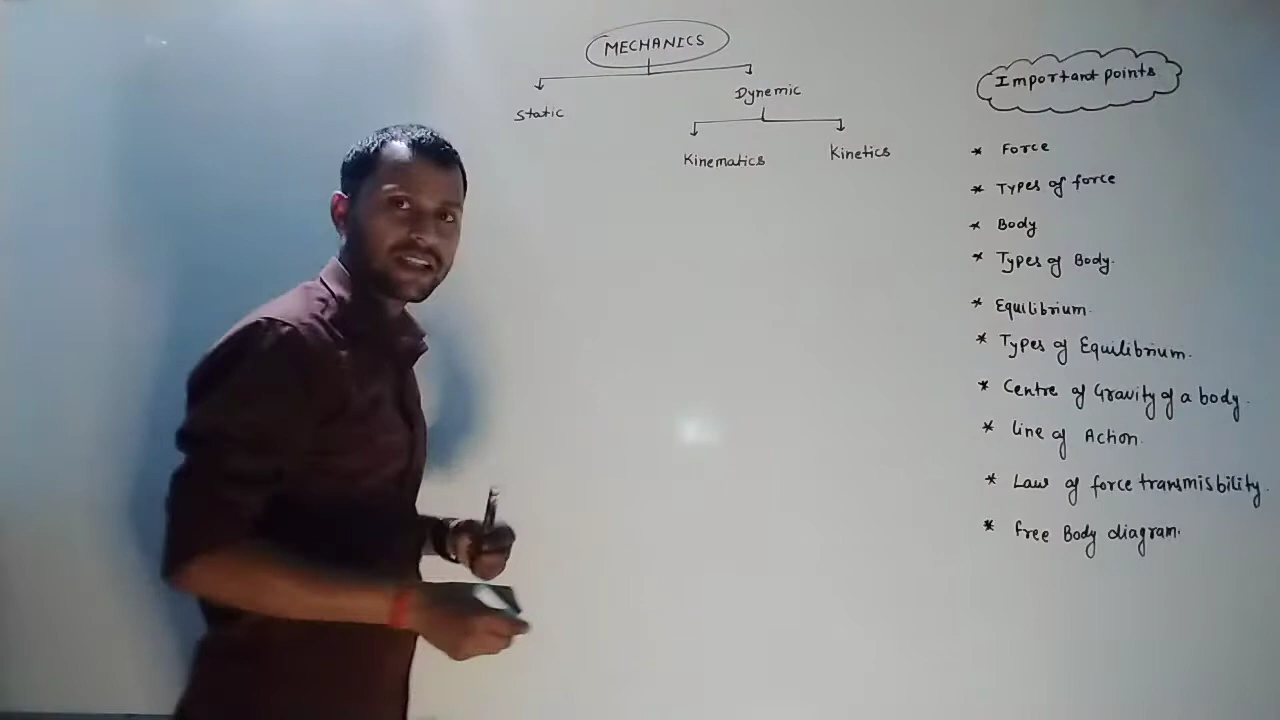 MECHANICS
Static
Dynemic
Kinematics
Kinetics
Important points
* Force
* Types of force
* Body
* Types of Body.
* Equilibrium.
* Types of Equilibrium.
* Centre of Gravity of a body.
* line of Action.
* Law of force transmisbility.
* free Body diagram.